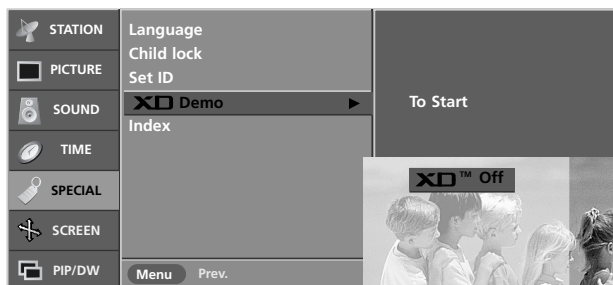 STATION
PICTURE
SOUND
TIME
SPECIAL
SCREEN
PIP/DW
Language
Child lock
Set ID
XD Demo
Index
Menu Prev.
To Start
XD™ Off